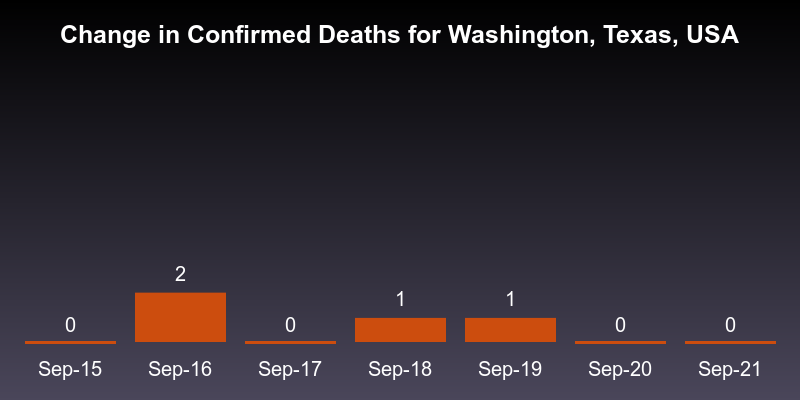 Change in Confirmed Deaths for Washington, Texas, USA
2
1 1
0 0 0 0
Sep-15 Sep-16 Sep-17 Sep-18 Sep-19 Sep-20 Sep-21